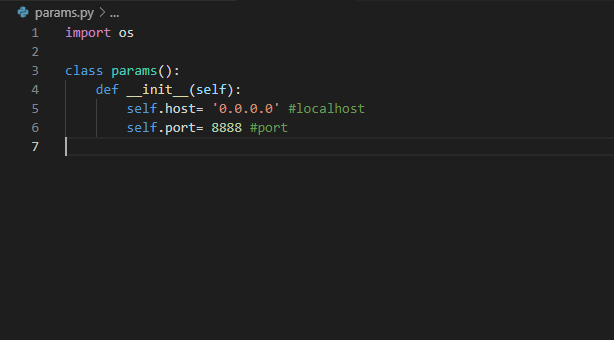 params.py > ...
1 import os
2
3 class params():
4     def __init__(self):
5         self.host= '0.0.0.0' #localhost
6         self.port= 8888 #port
7